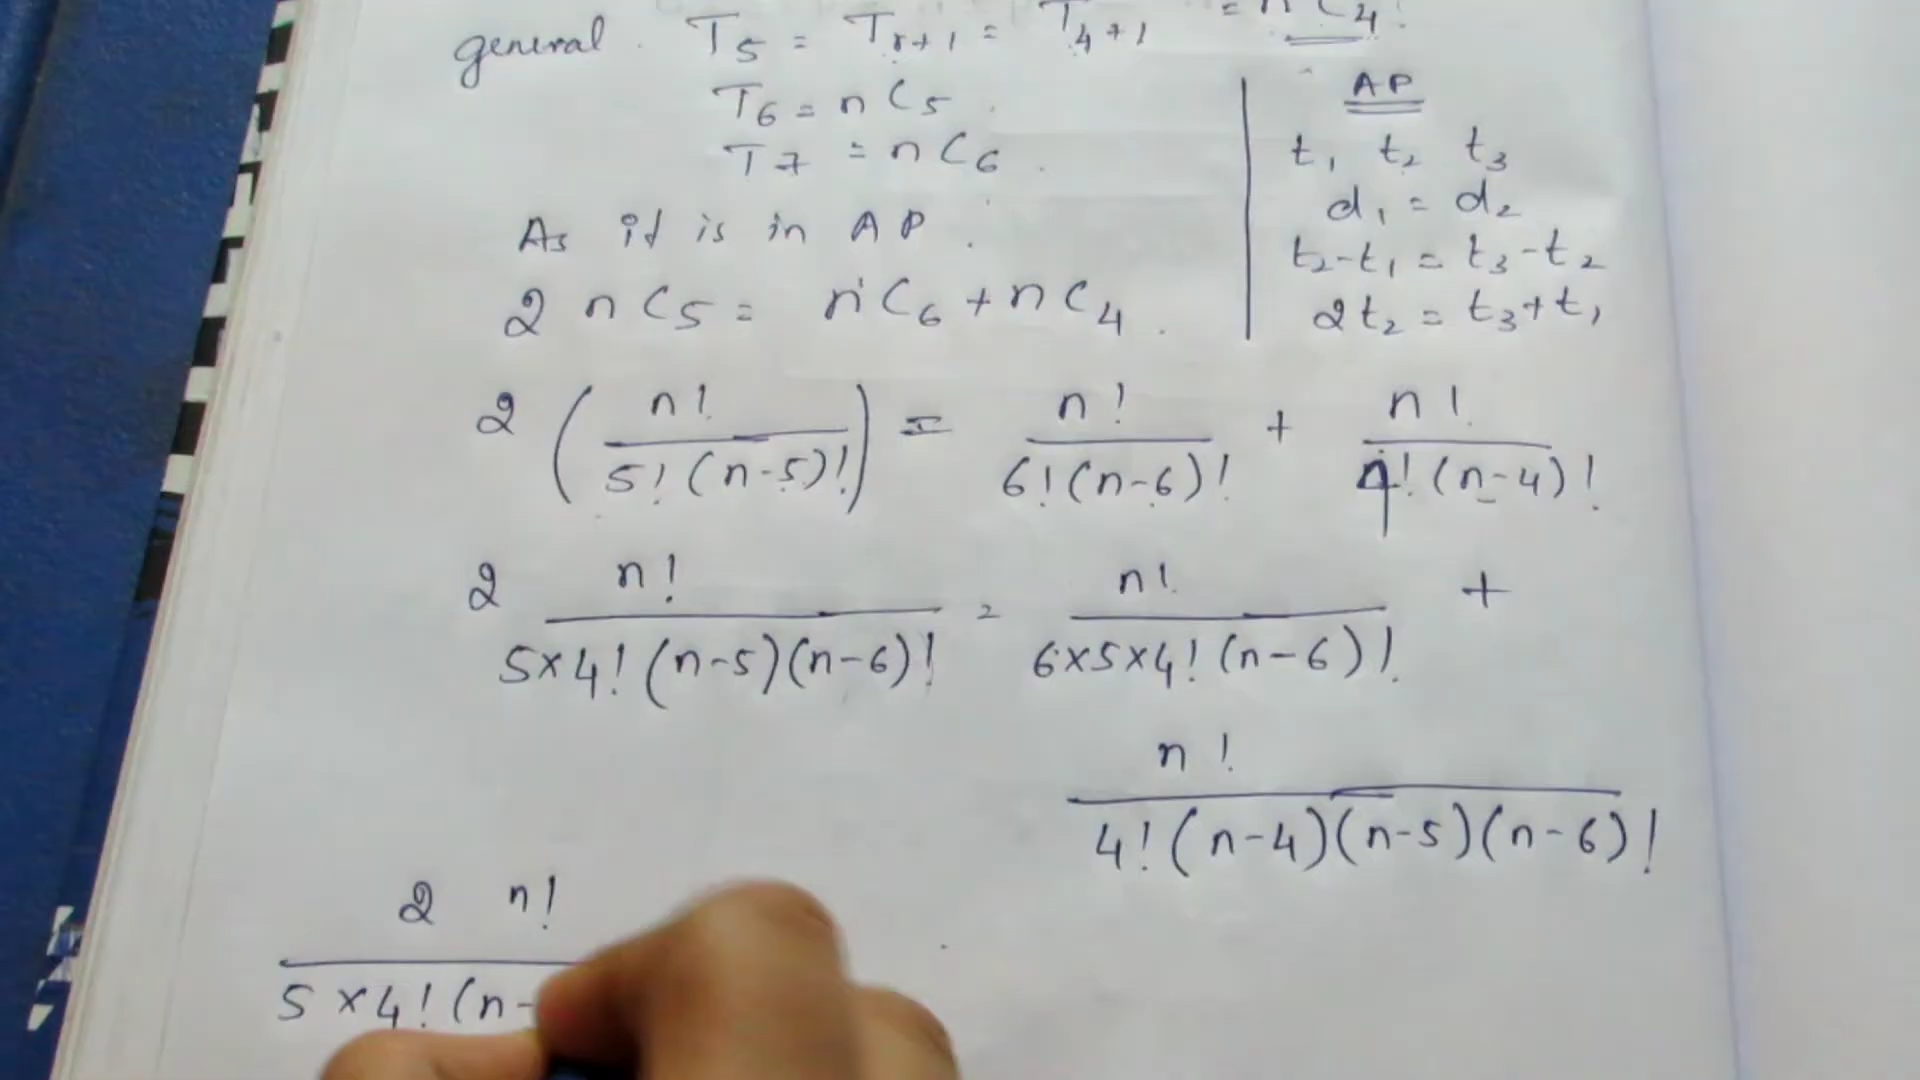 general T5 = Tr+1 = T4+1 = nC4.
T6 = nC5
T7 = nC6
As it is in AP.
2 nC5 = nC6 + nC4.
AP
t1 t2 t3
d1 = d2
t2-t1 = t3-t2
2t2 = t3+t1
2 ( n! / 5!(n-5)! ) = n! / 6!(n-6)! + n! / 4!(n-4)!
2 n! / 5×4!(n-5)(n-6)! = n! / 6×5×4!(n-6)! +
n! / 4!(n-4)(n-5)(n-6)!
2 n! / 5×4!(n-